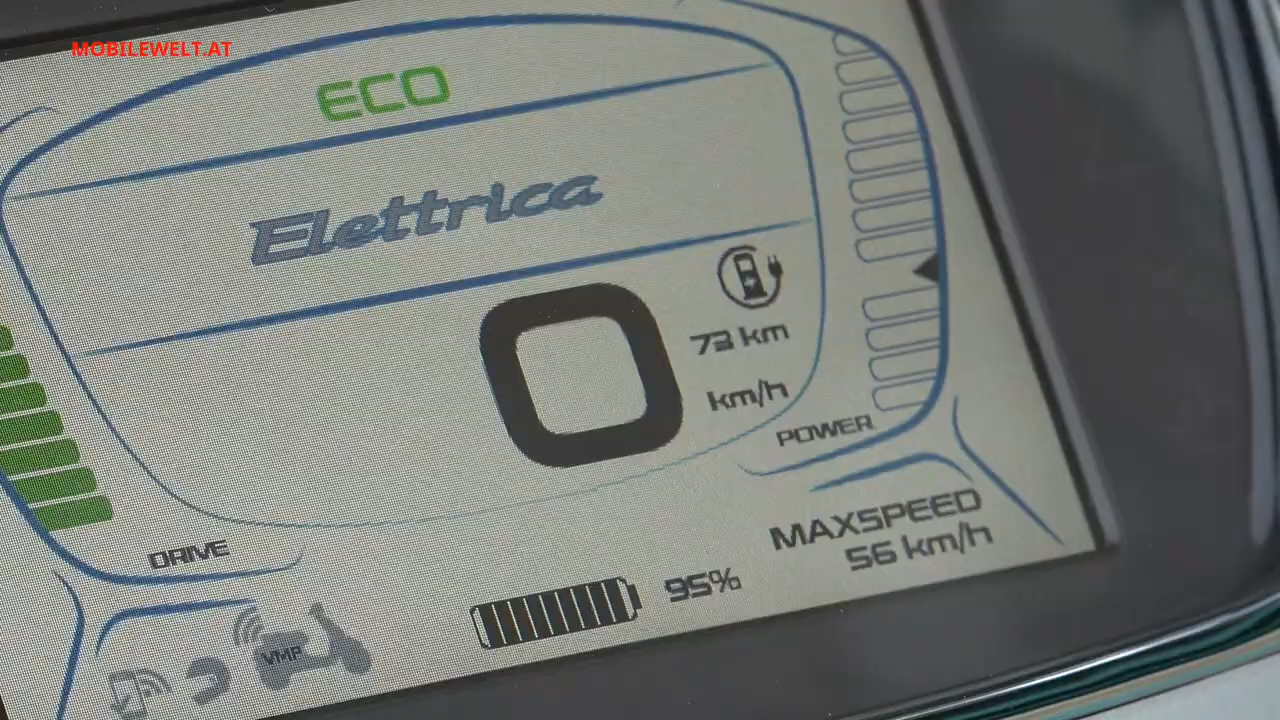 MOBILEWELT.AT
ECO
Elettrica
0
73 km
km/h
POWER
MAXSPEED
56 km/h
DRIVE
95%
VMP